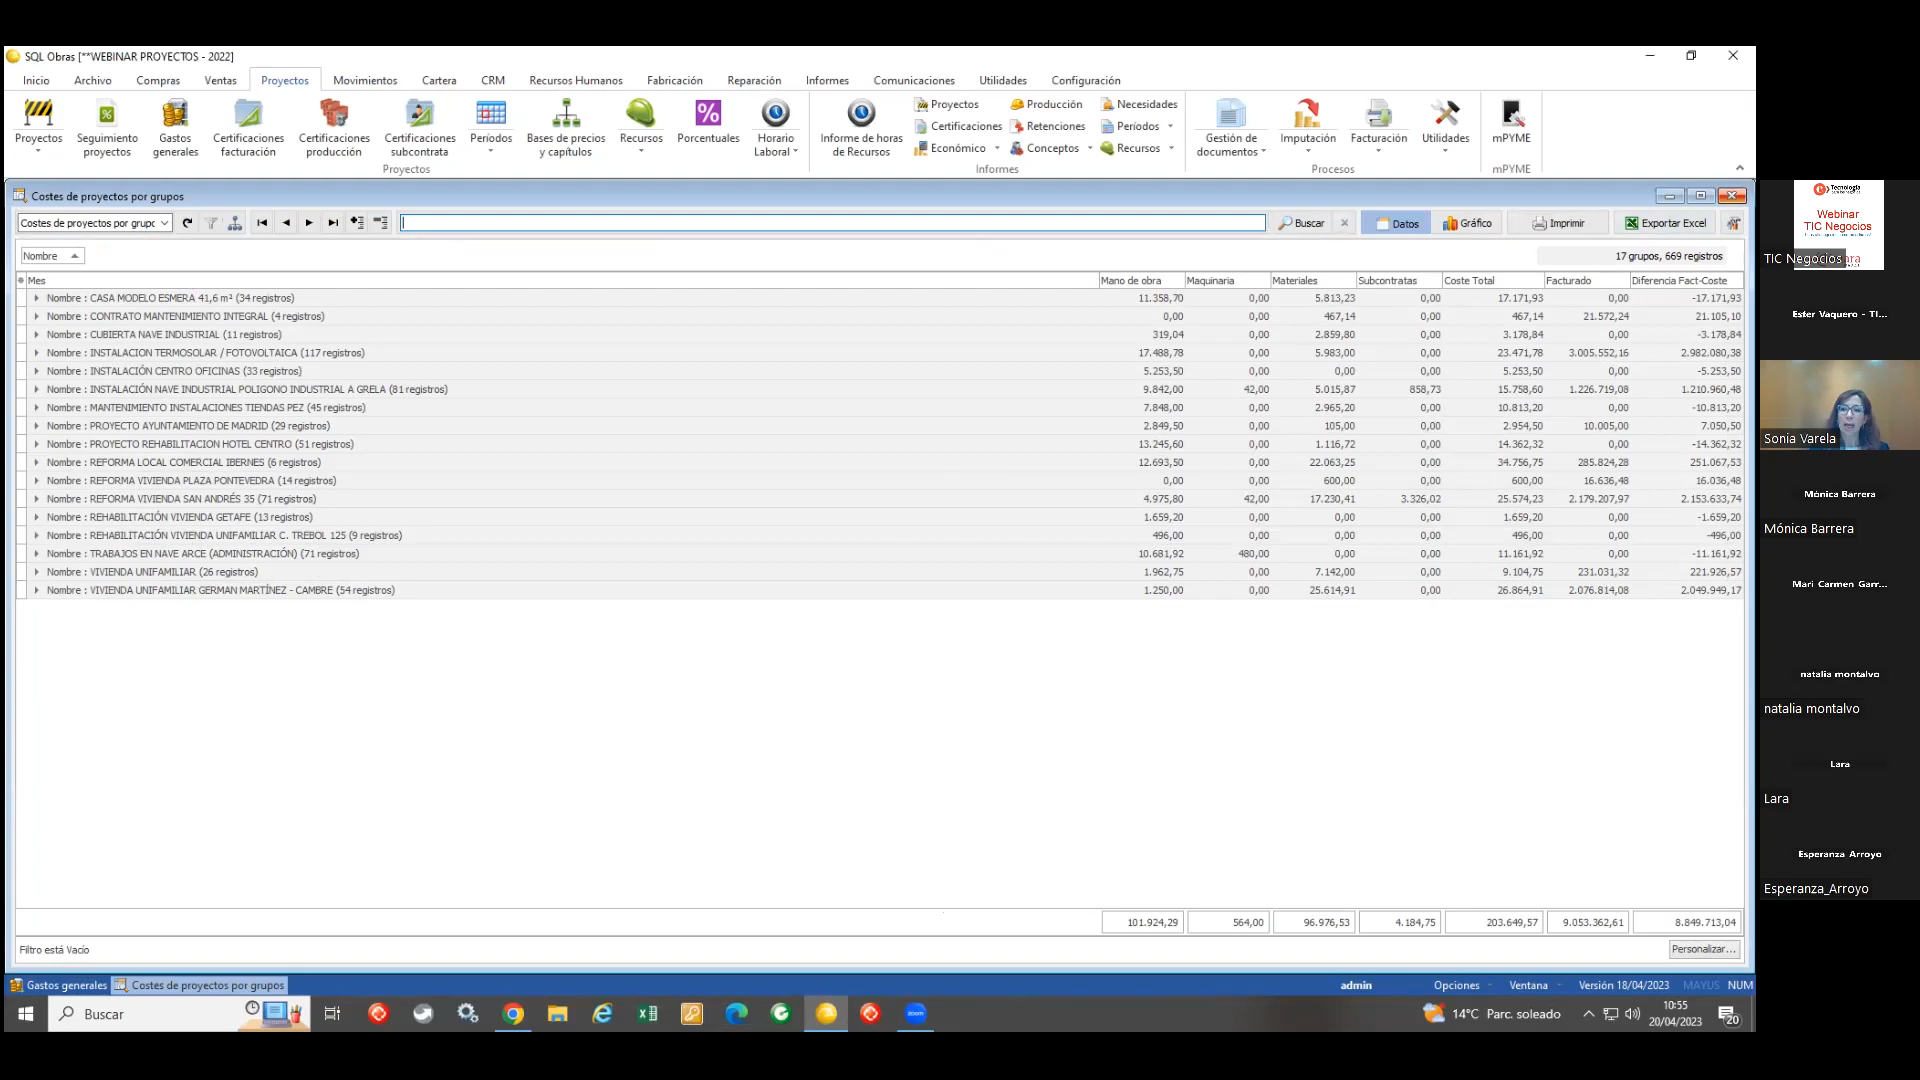 SQL Obras [**WEBINAR PROYECTOS - 2022]
Inicio Archivo Compras Ventas Proyectos Movimientos Cartera CRM Recursos Humanos Fabricación Reparación Informes Comunicaciones Utilidades Configuración
Proyectos
Seguimiento proyectos
Gastos generales
Certificaciones facturación
Certificaciones producción
Certificaciones subcontrata
Períodos
Bases de precios y capítulos
Recursos
Porcentuales
Horario Laboral
Informe de horas de Recursos
Proyectos Producción Necesidades
Certificaciones Retenciones Períodos
Económico Conceptos Recursos
Gestión de documentos
Imputación
Facturación
Utilidades
mPYME
Proyectos Informes Procesos mPYME
Costes de proyectos por grupos
Costes de proyectos por grupc Buscar Datos Gráfico Imprimir Exportar Excel
Nombre 17 grupos, 669 registros
Mes Mano de obra Maquinaria Materiales Subcontratas Coste Total Facturado Diferencia Fact-Coste
Nombre : CASA MODELO ESMERA 41,6 m² (34 registros) 11.358,70 0,00 5.813,23 0,00 17.171,93 0,00 -17.171,93
Nombre : CONTRATO MANTENIMIENTO INTEGRAL (4 registros) 0,00 0,00 467,14 0,00 467,14 21.572,24 21.105,10
Nombre : CUBIERTA NAVE INDUSTRIAL (11 registros) 319,04 0,00 2.859,80 0,00 3.178,84 0,00 -3.178,84
Nombre : INSTALACION TERMOSOLAR / FOTOVOLTAICA (117 registros) 17.488,78 0,00 5.983,00 0,00 23.471,78 3.005.552,16 2.982.080,38
Nombre : INSTALACIÓN CENTRO OFICINAS (33 registros) 5.253,50 0,00 0,00 0,00 5.253,50 0,00 -5.253,50
Nombre : INSTALACIÓN NAVE INDUSTRIAL POLIGONO INDUSTRIAL A GRELA (81 registros) 9.842,00 42,00 5.015,87 858,73 15.758,60 1.226.719,08 1.210.960,48
Nombre : MANTENIMIENTO INSTALACIONES TIENDAS PEZ (45 registros) 7.848,00 0,00 2.965,20 0,00 10.813,20 0,00 -10.813,20
Nombre : PROYECTO AYUNTAMIENTO DE MADRID (29 registros) 2.849,50 0,00 105,00 0,00 2.954,50 10.005,00 7.050,50
Nombre : PROYECTO REHABILITACION HOTEL CENTRO (51 registros) 13.245,60 0,00 1.116,72 0,00 14.362,32 0,00 -14.362,32
Nombre : REFORMA LOCAL COMERCIAL IBERNES (6 registros) 12.693,50 0,00 22.063,25 0,00 34.756,75 285.824,28 251.067,53
Nombre : REFORMA VIVIENDA PLAZA PONTEVEDRA (14 registros) 0,00 0,00 600,00 0,00 600,00 16.636,48 16.036,48
Nombre : REFORMA VIVIENDA SAN ANDRÉS 35 (71 registros) 4.975,80 42,00 17.230,41 3.326,02 25.574,23 2.179.207,97 2.153.633,74
Nombre : REHABILITACIÓN VIVIENDA GETAFE (13 registros) 1.659,20 0,00 0,00 0,00 1.659,20 0,00 -1.659,20
Nombre : REHABILITACIÓN VIVIENDA UNIFAMILIAR C. TREBOL 125 (9 registros) 496,00 0,00 0,00 0,00 496,00 0,00 -496,00
Nombre : TRABAJOS EN NAVE ARCE (ADMINISTRACIÓN) (71 registros) 10.681,92 480,00 0,00 0,00 11.161,92 0,00 -11.161,92
Nombre : VIVIENDA UNIFAMILIAR (26 registros) 1.962,75 0,00 7.142,00 0,00 9.104,75 231.031,32 221.926,57
Nombre : VIVIENDA UNIFAMILIAR GERMAN MARTÍNEZ - CAMBRE (54 registros) 1.250,00 0,00 25.614,91 0,00 26.864,91 2.076.814,08 2.049.949,17
101.924,29 564,00 96.976,53 4.184,75 203.649,57 9.053.362,61 8.849.713,04
Filtro está Vacío Personalizar...
Gastos generales Costes de proyectos por grupos admin Opciones Ventana Versión 18/04/2023 MAYUS NUM
Buscar zoom 14°C Parc. soleado 10:55
20/04/2023 20
Tecnología
Webinar
TIC Negocios
TIC Negocios
Ester Vaquero - TI...
Sonia Varela
Mónica Barrera
Mónica Barrera
Mari Carmen Garr...
natalia montalvo
natalia montalvo
Lara
Lara
Esperanza Arroyo
Esperanza_Arroyo